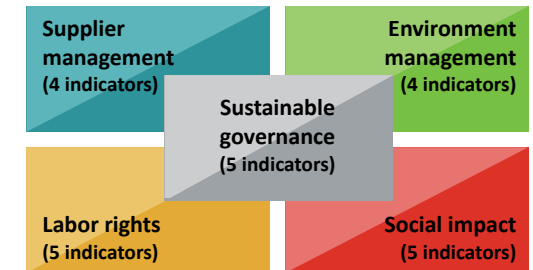 Supplier
management
(4 indicators)
Environment
management
(4 indicators)
Sustainable
governance
(5 indicators)
Labor rights
(5 indicators)
Social impact
(5 indicators)